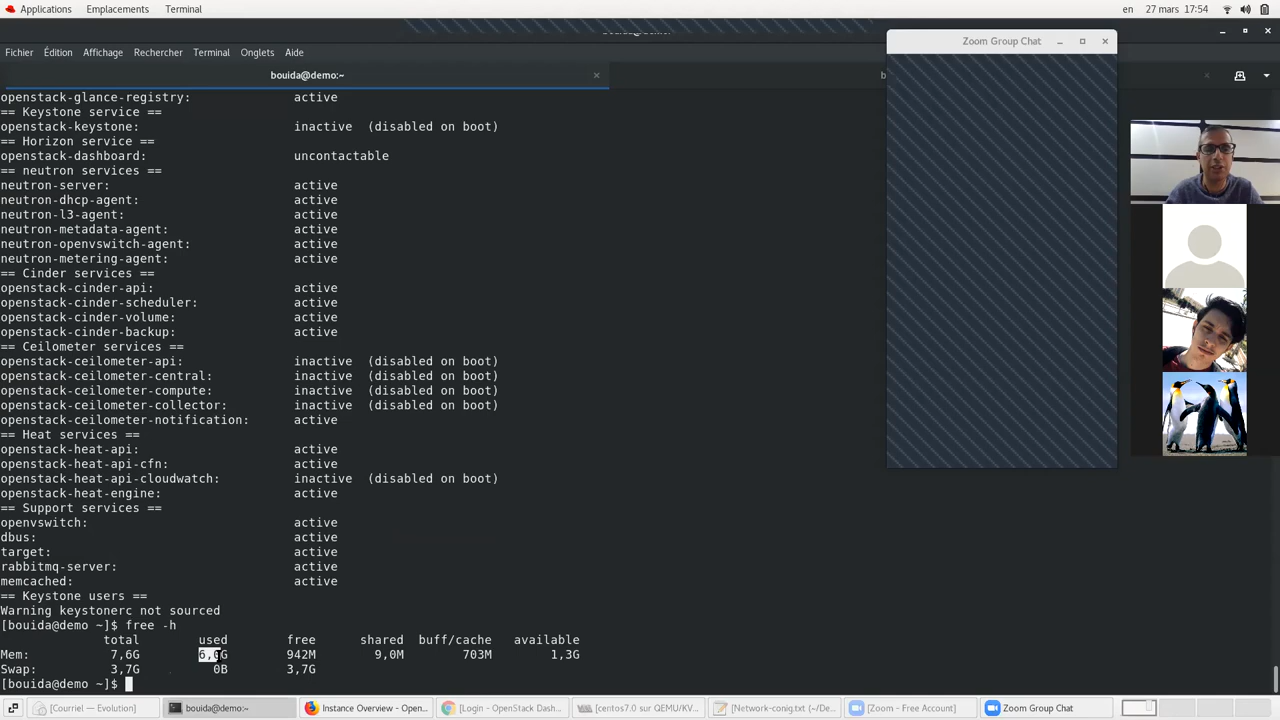 Applications Emplacements Terminal en 27 mars 17:54
Fichier Édition Affichage Rechercher Terminal Onglets Aide
Zoom Group Chat
bouida@demo:~
openstack-glance-registry: active
== Keystone service ==
openstack-keystone: inactive (disabled on boot)
== Horizon service ==
openstack-dashboard: uncontactable
== neutron services ==
neutron-server: active
neutron-dhcp-agent: active
neutron-l3-agent: active
neutron-metadata-agent: active
neutron-openvswitch-agent: active
neutron-metering-agent: active
== Cinder services ==
openstack-cinder-api: active
openstack-cinder-scheduler: active
openstack-cinder-volume: active
openstack-cinder-backup: active
== Ceilometer services ==
openstack-ceilometer-api: inactive (disabled on boot)
openstack-ceilometer-central: inactive (disabled on boot)
openstack-ceilometer-compute: inactive (disabled on boot)
openstack-ceilometer-collector: inactive (disabled on boot)
openstack-ceilometer-notification: active
== Heat services ==
openstack-heat-api: active
openstack-heat-api-cfn: active
openstack-heat-api-cloudwatch: inactive (disabled on boot)
openstack-heat-engine: active
== Support services ==
openvswitch: active
dbus: active
target: active
rabbitmq-server: active
memcached: active
== Keystone users ==
Warning keystonerc not sourced
[bouida@demo ~]$ free -h
total used free shared buff/cache available
Mem: 7,6G 6,0G 942M 9,0M 703M 1,3G
Swap: 3,7G 0B 3,7G
[bouida@demo ~]$
[Courriel — Evolution] bouida@demo:~ Instance Overview - Open... [Login - OpenStack Dash... [centos7.0 sur QEMU/KV... [Network-conig.txt (~/De... [Zoom - Free Account] Zoom Group Chat